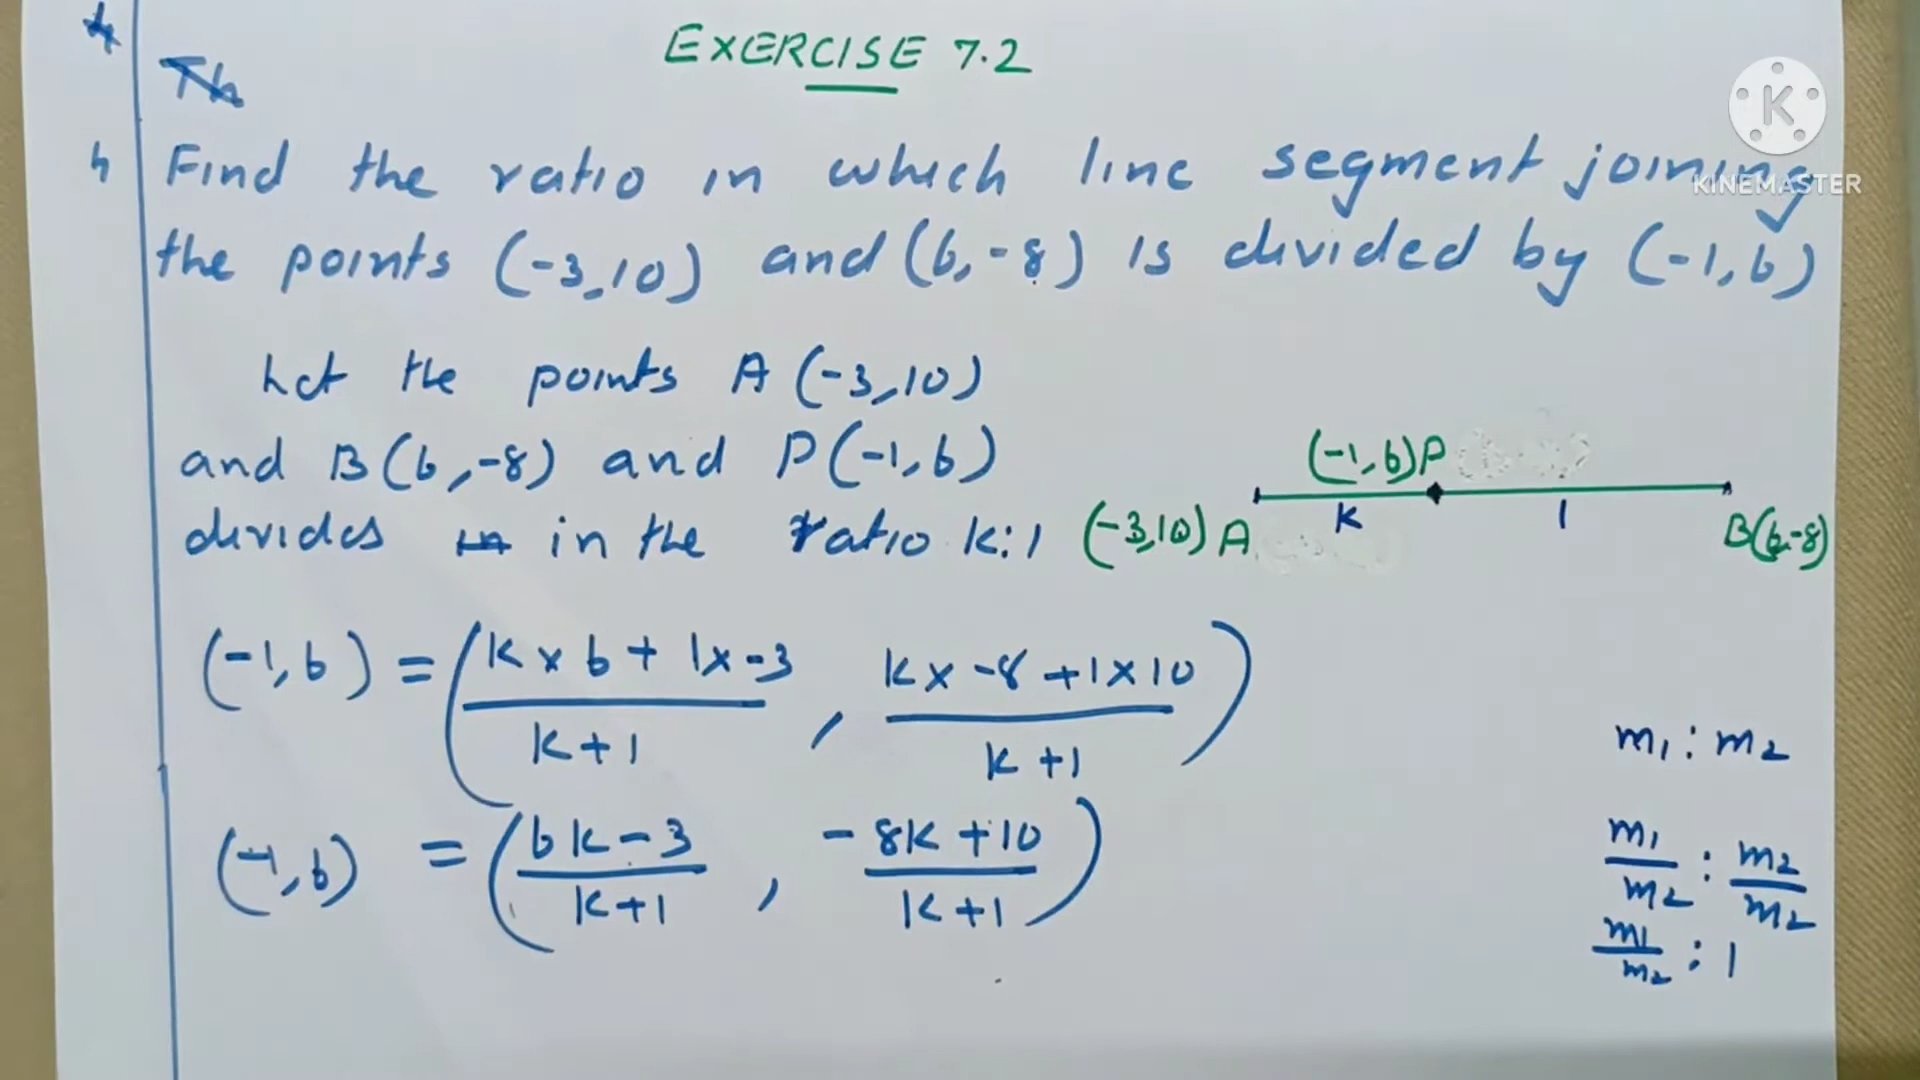 EXERCISE 7.2
4
Find the ratio in which line segment joining
the points (-3,10) and (6,-8) is divided by (-1,6)
Let the points A (-3,10)
and B(6,-8) and P(-1,6)
divides in in the ratio K:1
(-1,6)P
K 1
(-3,10) A B(6,-8)
(-1,6) = (K x 6 + 1x-3 / K+1 , K x -8 + 1 x 10 / K+1)
(-1,6) = (6K-3 / K+1 , -8K+10 / K+1)
m1 : m2
m1/m2 : m2/m2
m1/m2 : 1
K
KINEMASTER